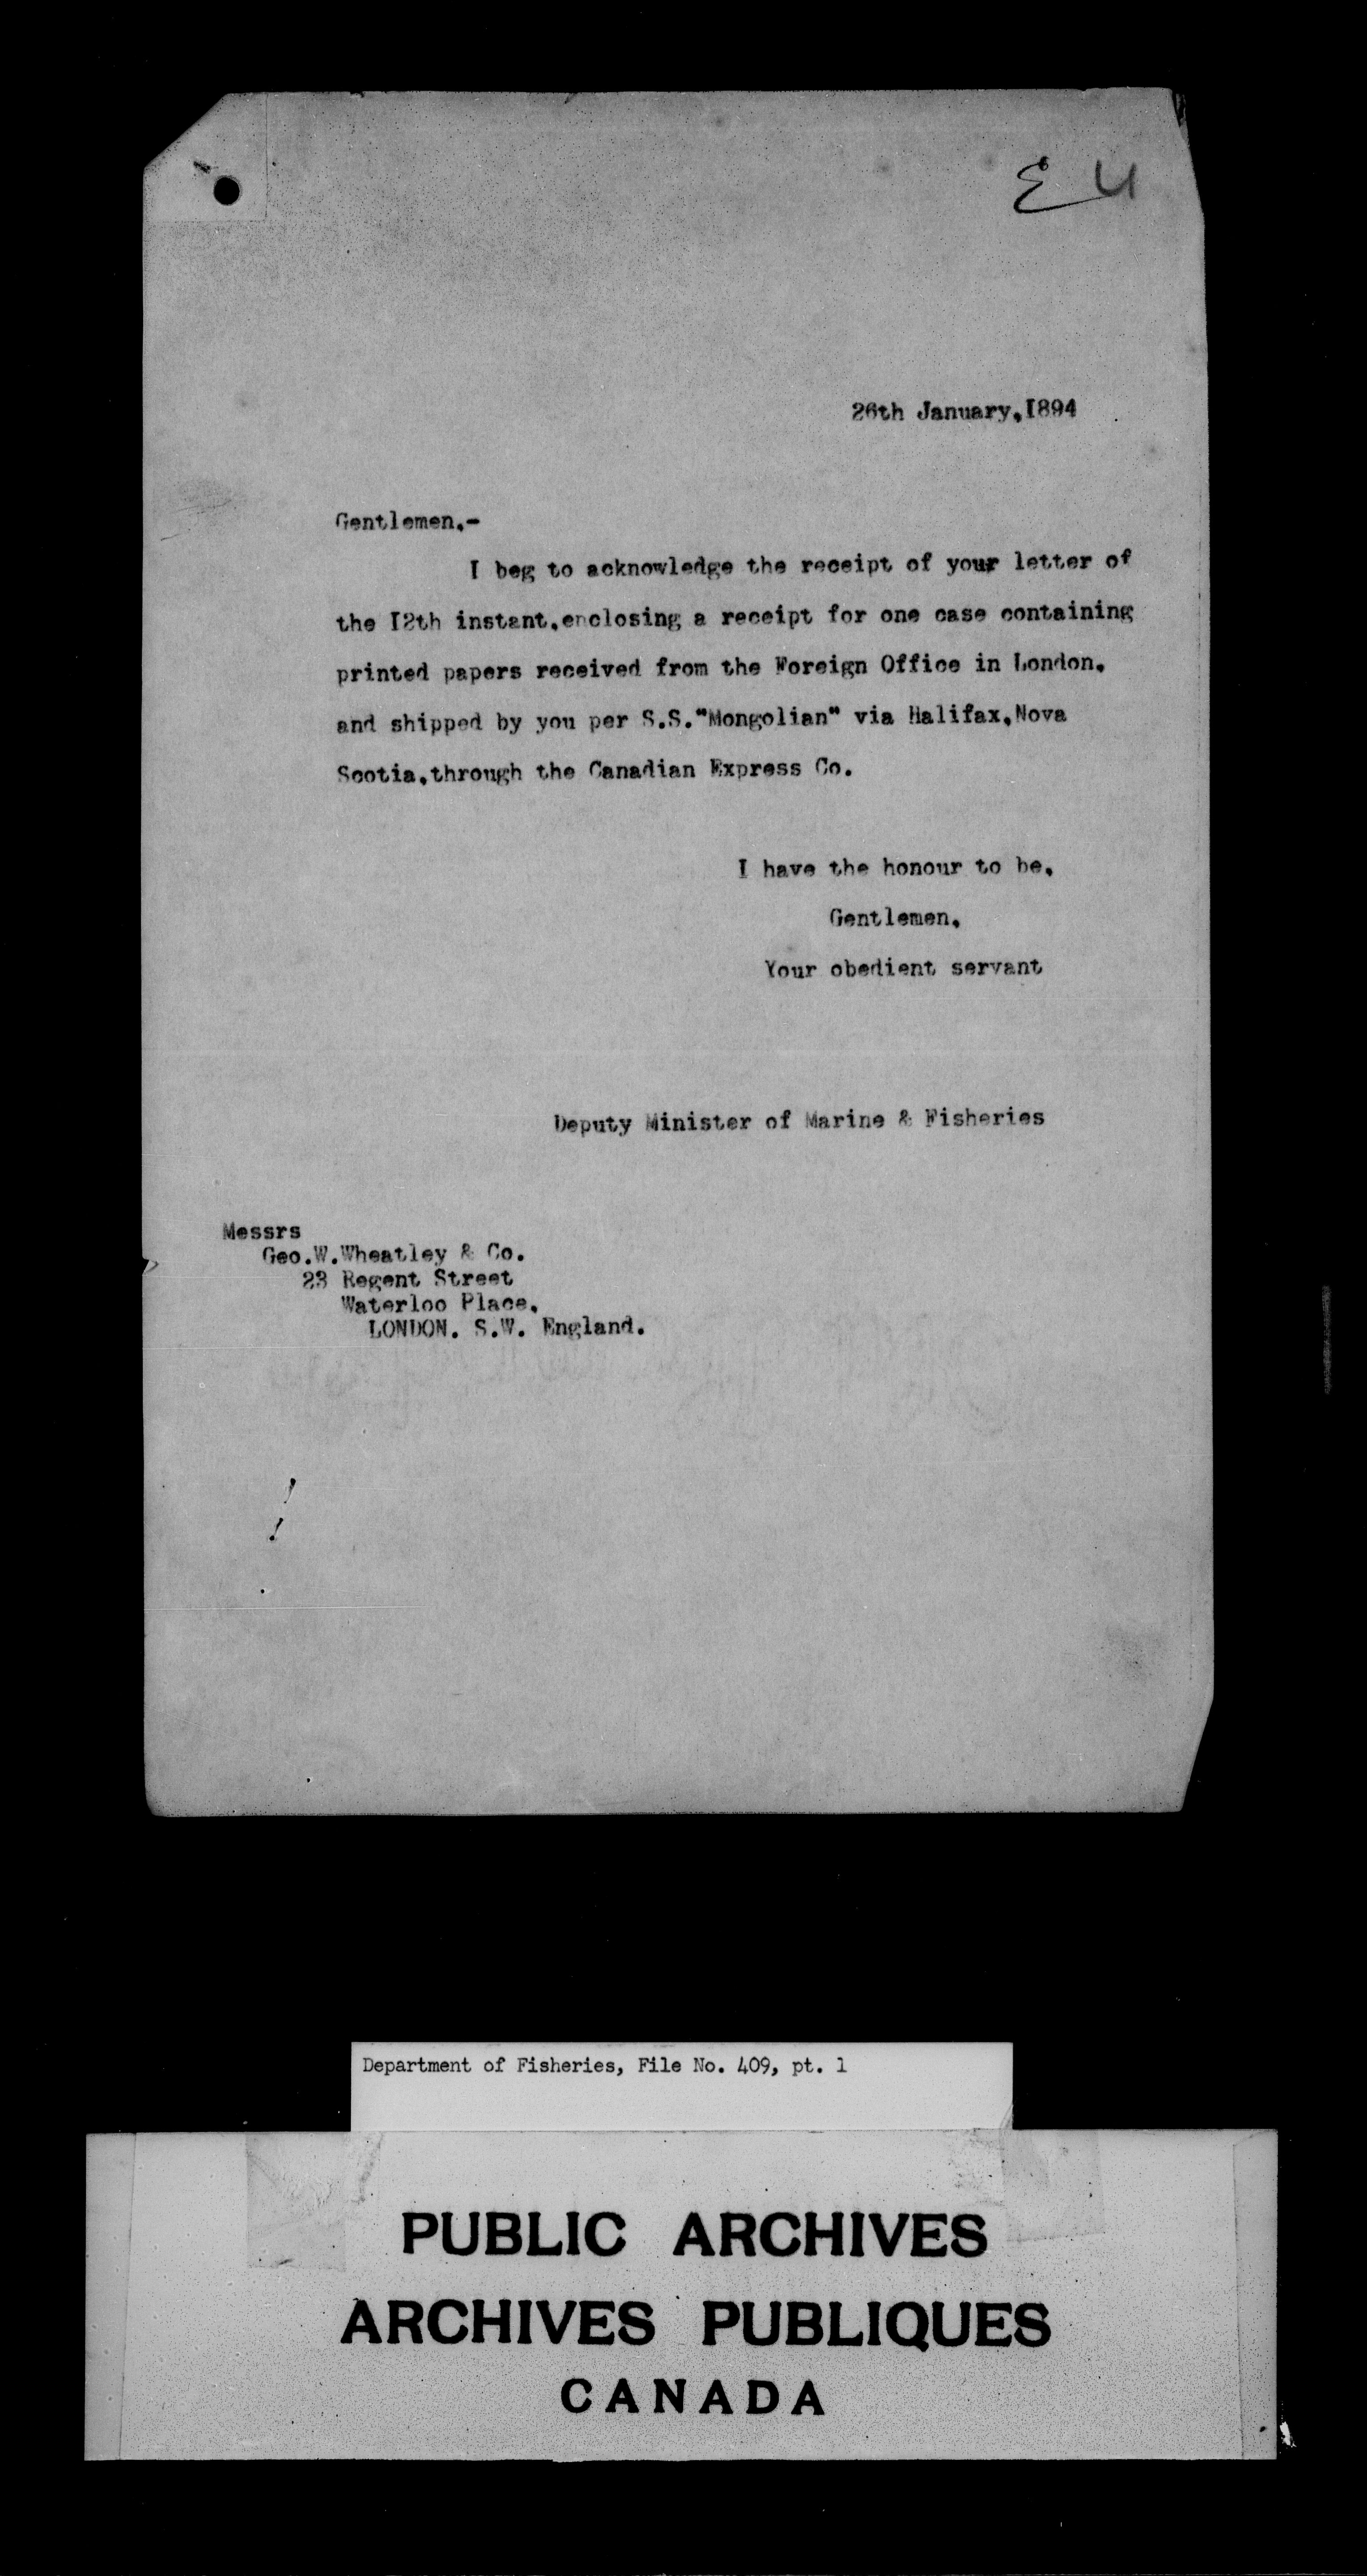 26th January,1894
Gentlemen,-
I beg to acknowledge the receipt of your letter of
the 12th instant,enclosing a receipt for one case containing
printed papers received from the Foreign Office in London,
and shipped by you per S.S."Mongolian" via Halifax,Nova
Scotia,through the Canadian Express Co.
I have the honour to be,
Gentlemen,
Your obedient servant
Deputy Minister of Marine & Fisheries
Messrs
Geo.W.Wheatley & Co.
23 Regent Street
Waterloo Place,
LONDON. S.W. England.
Department of Fisheries, File No. 409, pt. 1
PUBLIC ARCHIVES
ARCHIVES PUBLIQUES
CANADA